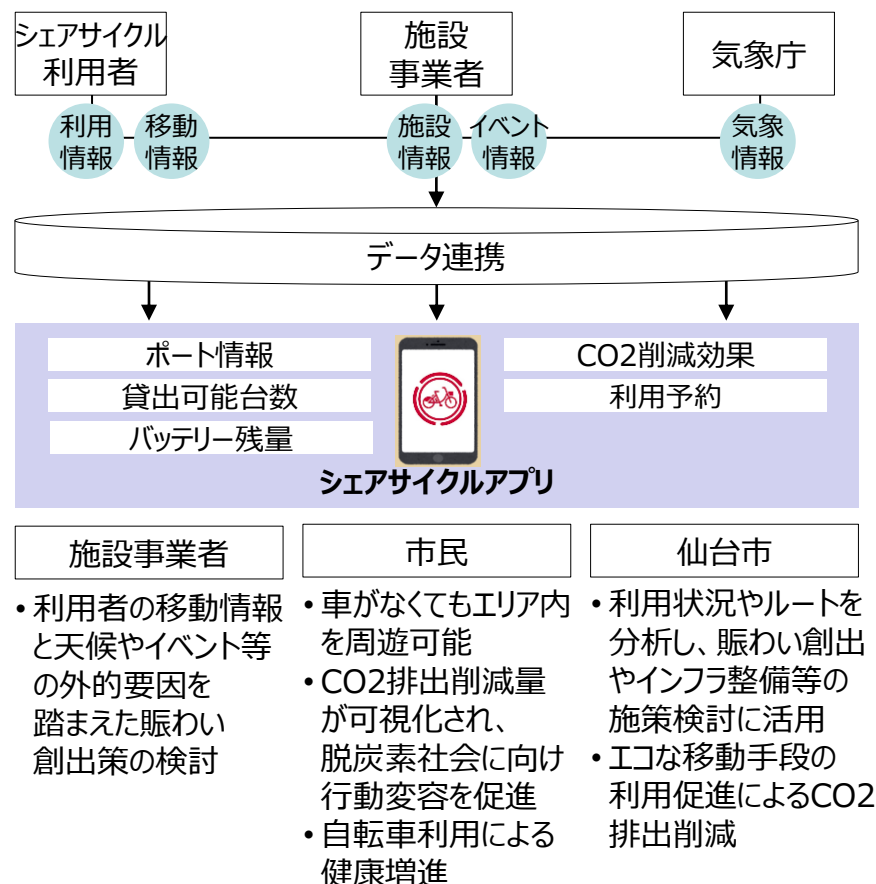 シェアサイクル
利用者
施設
事業者
気象庁
利用
情報
移動
情報
施設
情報
イベント
情報
気象
情報
データ連携
ポート情報
貸出可能台数
バッテリー残量
CO2削減効果
利用予約
シェアサイクルアプリ
施設事業者
• 利用者の移動情報
と天候やイベント等
の外的要因を
踏まえた賑わい
創出策の検討
市民
• 車がなくてもエリア内
を周遊可能
• CO2排出削減量
が可視化され、
脱炭素社会に向け
行動変容を促進
• 自転車利用による
健康増進
仙台市
• 利用状況やルートを
分析し、賑わい創出
やインフラ整備等の
施策検討に活用
• エコな移動手段の
利用促進によるCO2
排出削減